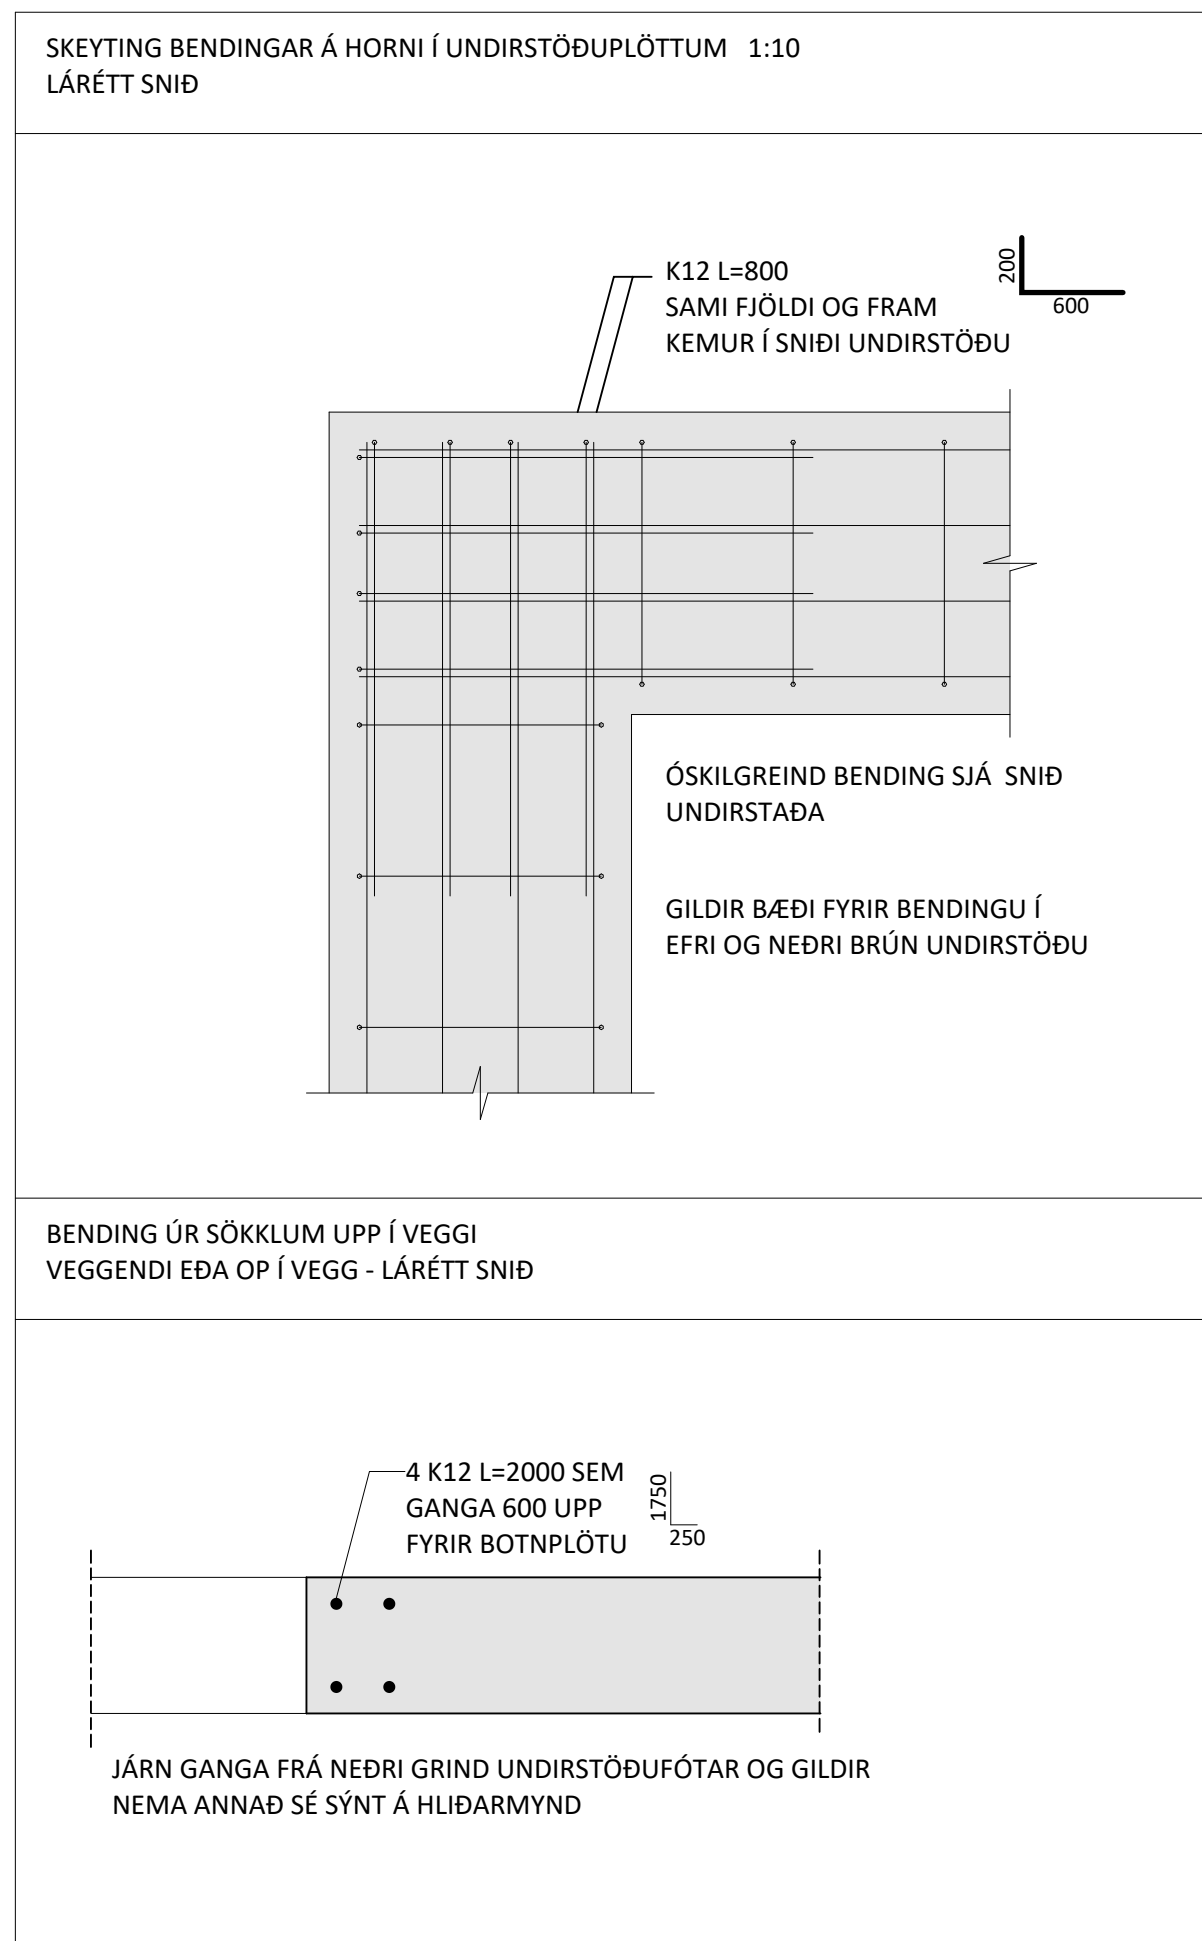 SKEYTING BENDINGAR Á HORNI Í UNDIRSTÖÐUPLÖTTUM 1:10
LÁRÉTT SNIÐ
K12 L=800
SAMI FJÖLDI OG FRAM
KEMUR Í SNIÐI UNDIRSTÖÐU
200
600
ÓSKILGREIND BENDING SJÁ SNIÐ
UNDIRSTAÐA
GILDIR BÆÐI FYRIR BENDINGU Í
EFRI OG NEÐRI BRÚN UNDIRSTÖÐU
BENDING ÚR SÖKKLUM UPP Í VEGGI
VEGGENDI EÐA OP Í VEGG - LÁRÉTT SNIÐ
4 K12 L=2000 SEM
GANGA 600 UPP
FYRIR BOTNPLÖTU
1750
250
JÁRN GANGA FRÁ NEÐRI GRIND UNDIRSTÖÐUFÓTAR OG GILDIR
NEMA ANNAÐ SÉ SÝNT Á HLIÐARMYND